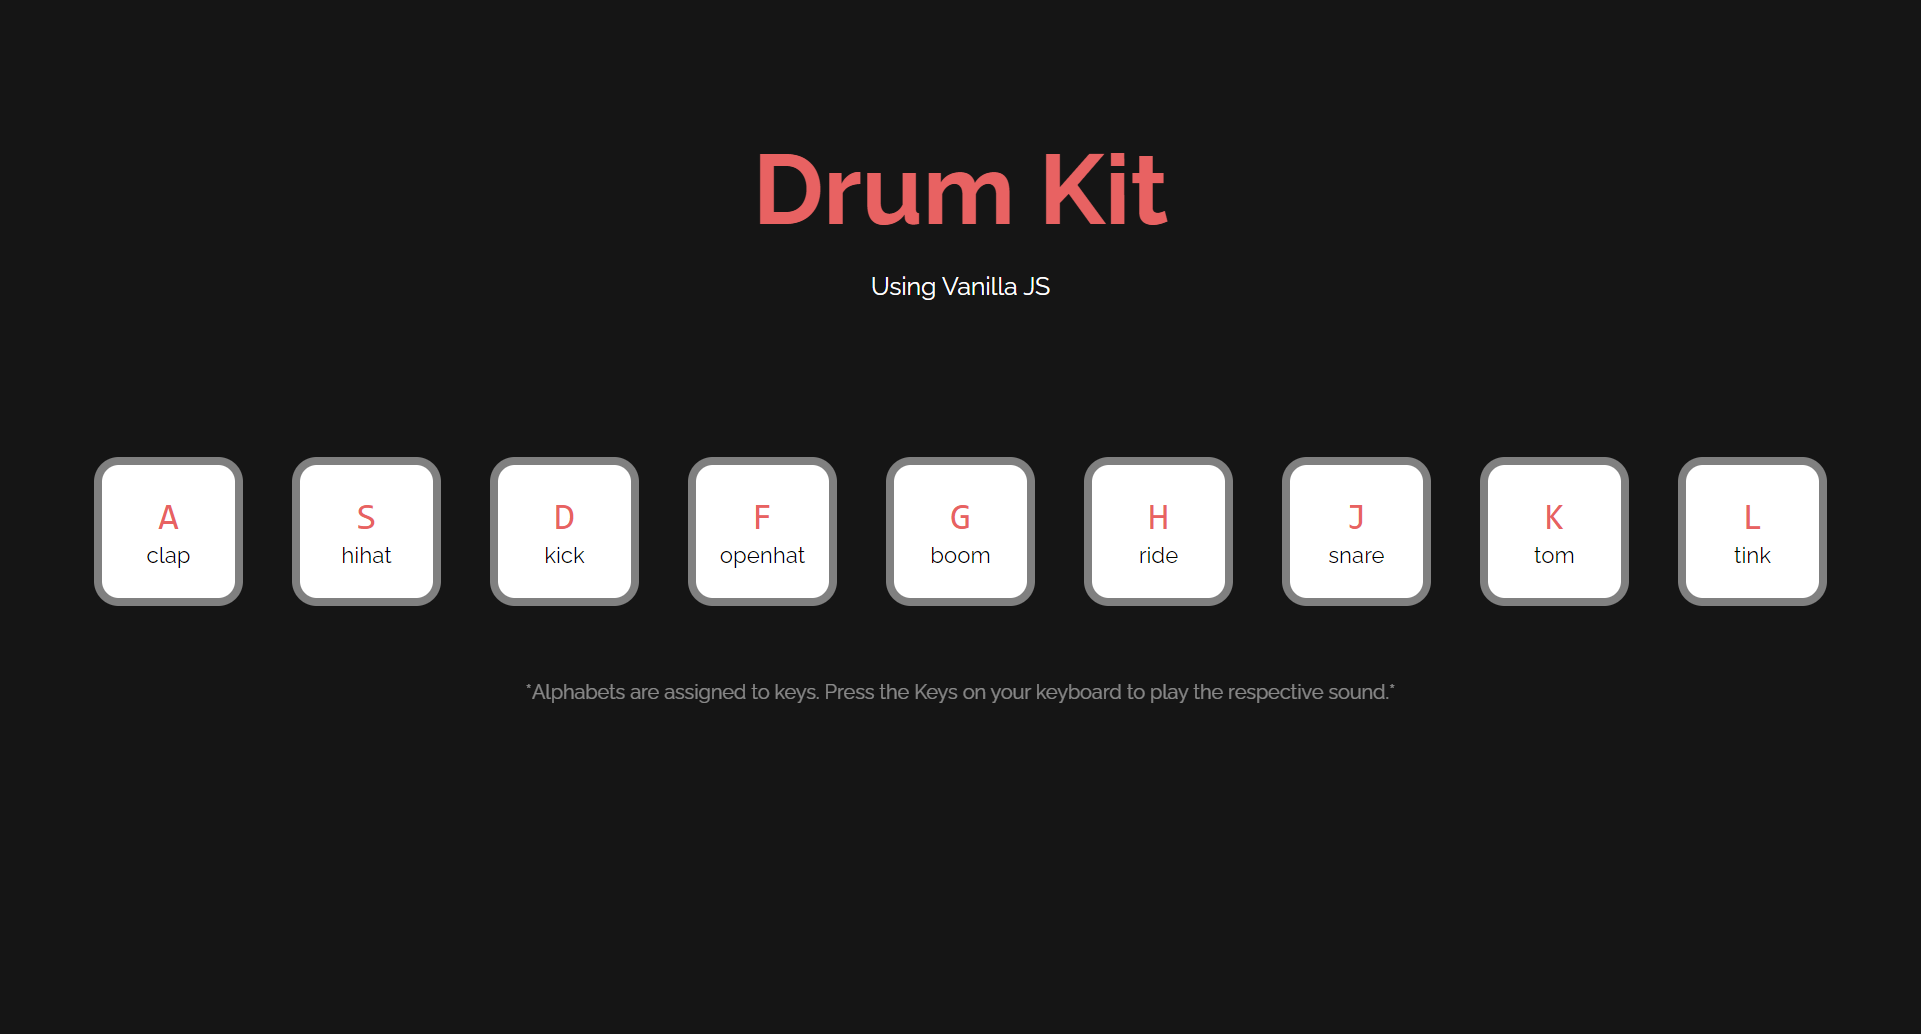 Drum Kit
Using Vanilla JS
A S D F G H J K L
clap hihat kick openhat boom ride snare tom tink
*Alphabets are assigned to keys. Press the Keys on your keyboard to play the respective sound.*